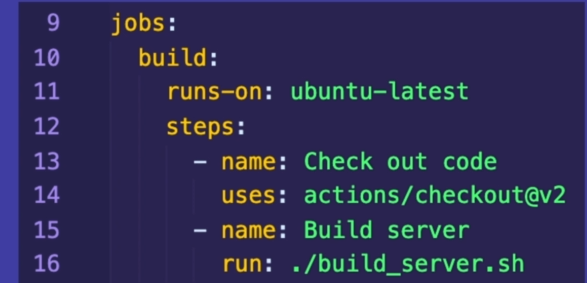 9 jobs:
10 build:
11 runs-on: ubuntu-latest
12 steps:
13 - name: Check out code
14 uses: actions/checkout@v2
15 - name: Build server
16 run: ./build_server.sh